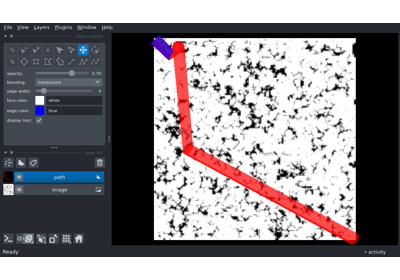 File View Layers Plugins Window Help
opacity: 0.70
blending: translucent
edge width:
face color: white
edge color: blue
display text:
path
Image
Ready
activity